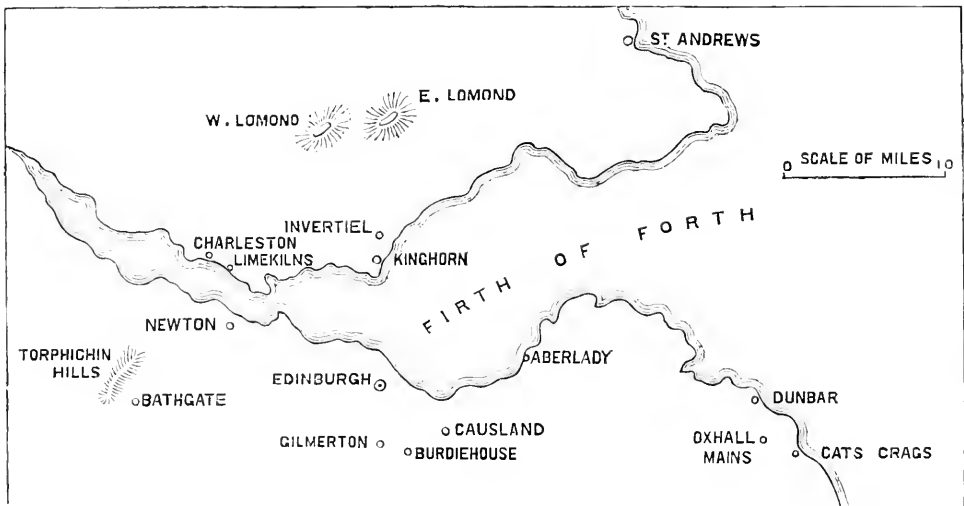 ST. ANDREWS
E. LOMOND
W. LOMOND
0 SCALE OF MILES 10
INVERTIEL
CHARLESTON
LIMEKILNS
KINGHORN
FIRTH OF FORTH
NEWTON
TORPHICHIN
HILLS
ABERLADY
EDINBURGH
BATHGATE
DUNBAR
CAUSLAND
GILMERTON
BURDIEHOUSE
OXHALL
MAINS
CATS CRAGS